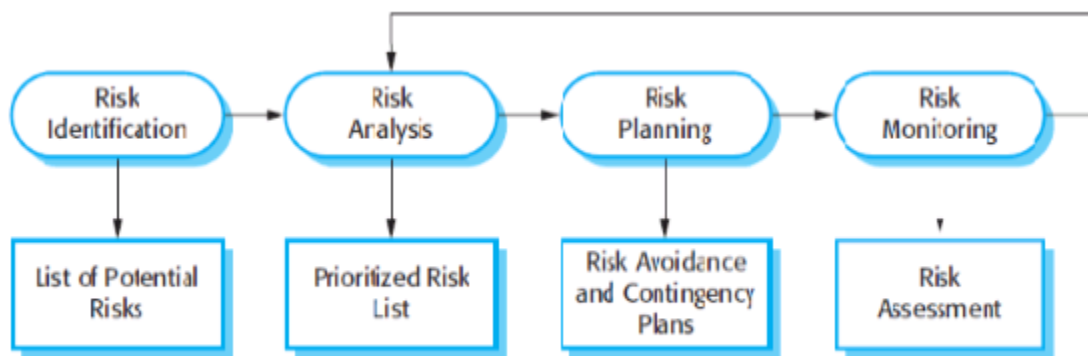 Risk
Identification
Risk
Analysis
Risk
Planning
Risk
Monitoring
List of Potential
Risks
Prioritized Risk
List
Risk Avoidance
and Contingency
Plans
Risk
Assessment